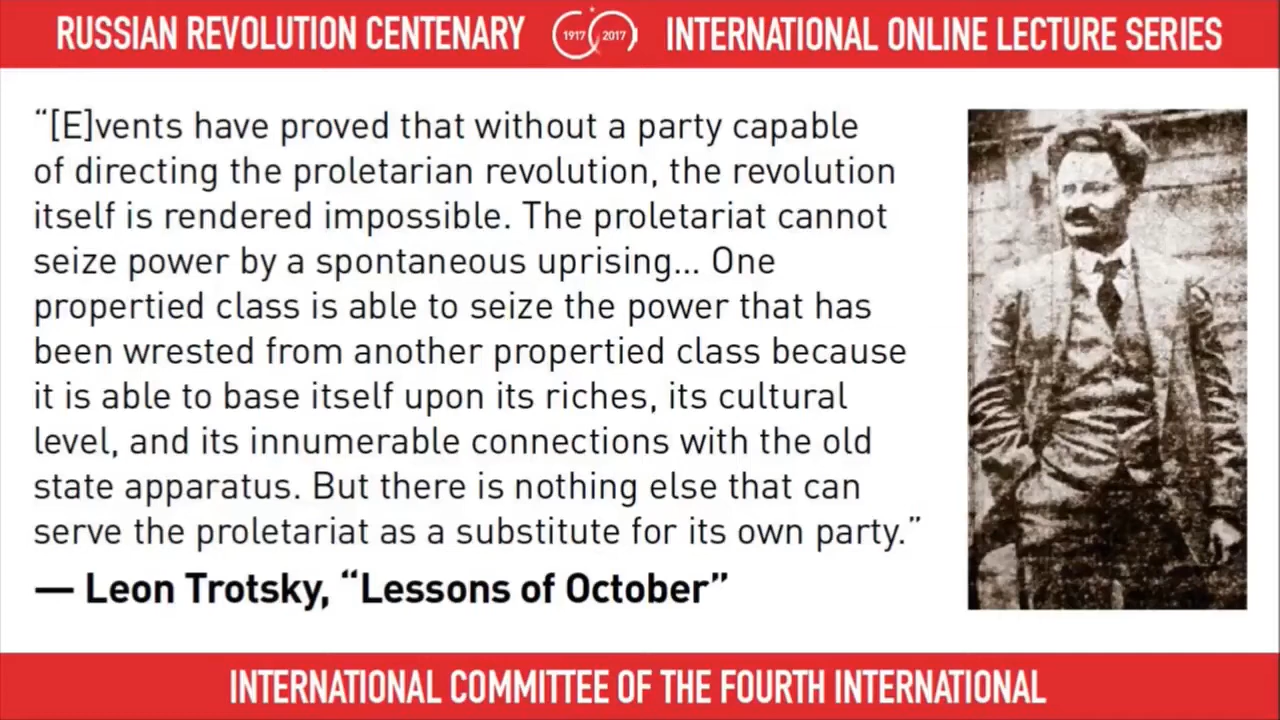 RUSSIAN REVOLUTION CENTENARY 1917 2017 INTERNATIONAL ONLINE LECTURE SERIES
“[E]vents have proved that without a party capable
of directing the proletarian revolution, the revolution
itself is rendered impossible. The proletariat cannot
seize power by a spontaneous uprising... One
propertied class is able to seize the power that has
been wrested from another propertied class because
it is able to base itself upon its riches, its cultural
level, and its innumerable connections with the old
state apparatus. But there is nothing else that can
serve the proletariat as a substitute for its own party.”
— Leon Trotsky, “Lessons of October”
INTERNATIONAL COMMITTEE OF THE FOURTH INTERNATIONAL